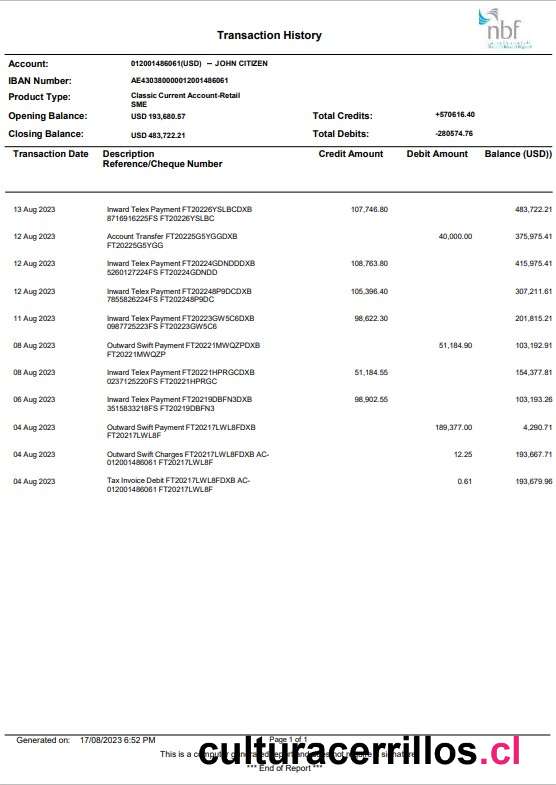 nbf
Transaction History
Account: 012001486061(USD) -- JOHN CITIZEN
IBAN Number: AE430380000012001486061
Product Type: Classic Current Account-Retail
SME
Opening Balance: USD 193,680.57 Total Credits: +570616.40
Closing Balance: USD 483,722.21 Total Debits: -280574.76
Transaction Date Description Credit Amount Debit Amount Balance (USD))
Reference/Cheque Number
13 Aug 2023 Inward Telex Payment FT20226YSLBCDXB 107,746.80 483,722.21
8716916225FS FT20226YSLBC
12 Aug 2023 Account Transfer FT20225G5YGGDXB 40,000.00 375,975.41
FT20225G5YGG
12 Aug 2023 Inward Telex Payment FT20224GDNDDDXB 108,763.80 415,975.41
5260127224FS FT20224GDNDD
12 Aug 2023 Inward Telex Payment FT202248P9DCDXB 105,396.40 307,211.61
7855826224FS FT202248P9DC
11 Aug 2023 Inward Telex Payment FT20223GW5C6DXB 98,622.30 201,815.21
0987725223FS FT20223GW5C6
08 Aug 2023 Outward Swift Payment FT20221MWQZPDXB 51,184.90 103,192.91
FT20221MWQZP
08 Aug 2023 Inward Telex Payment FT20221HPRGCDXB 51,184.55 154,377.81
0237125220FS FT20221HPRGC
06 Aug 2023 Inward Telex Payment FT20219DBFN3DXB 98,902.55 103,193.26
3515833218FS FT20219DBFN3
04 Aug 2023 Outward Swift Payment FT20217LWL8FDXB 189,377.00 4,290.71
FT20217LWL8F
04 Aug 2023 Outward Swift Charges FT20217LWL8FDXB AC- 12.25 193,667.71
012001486061 FT20217LWL8F
04 Aug 2023 Tax Invoice Debit FT20217LWL8FDXB AC- 0.61 193,679.96
012001486061 FT20217LWL8F
Generated on: 17/08/2023 6:52 PM Page 1 of 1
This is a computer generated report and does not require signature
culturacerrillos.cl
*** End of Report ***